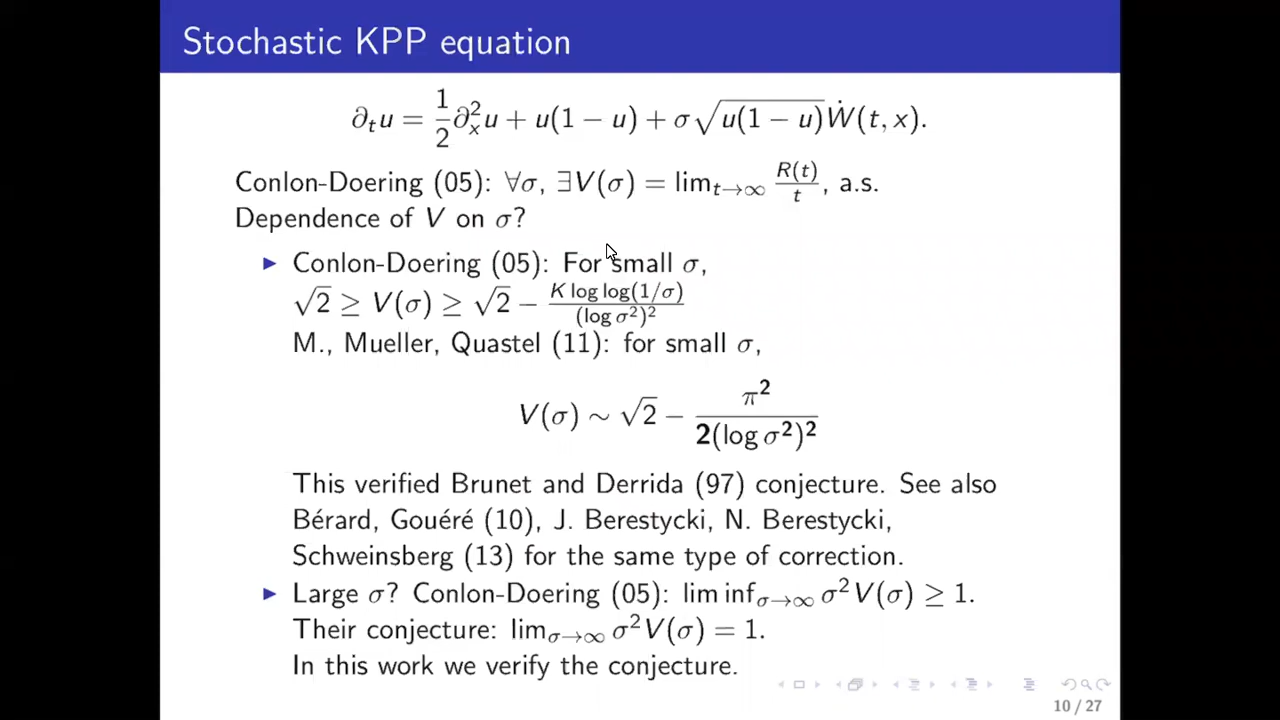 Stochastic KPP equation
∂ₜu = \frac{1}{2}∂ₓ²u + u(1 − u) + σ√(u(1 − u))Ẇ(t, x).
Conlon-Doering (05): ∀σ, ∃V(σ) = lim_{t→∞} \frac{R(t)}{t}, a.s.
Dependence of V on σ?
▶ Conlon-Doering (05): For small σ,
√2 ≥ V(σ) ≥ √2 − \frac{K log log(1/σ)}{(log σ²)²}
M., Mueller, Quastel (11): for small σ,
V(σ) ∼ √2 − \frac{π²}{2(log σ²)²}
This verified Brunet and Derrida (97) conjecture. See also
Bérard, Gouéré (10), J. Berestycki, N. Berestycki,
Schweinsberg (13) for the same type of correction.
▶ Large σ? Conlon-Doering (05): lim inf_{σ→∞} σ²V(σ) ≥ 1.
Their conjecture: lim_{σ→∞} σ²V(σ) = 1.
In this work we verify the conjecture.
10 / 27